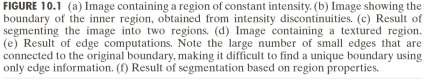 FIGURE 10.1 (a) Image containing a region of constant intensity. (b) Image showing the
boundary of the inner region, obtained from intensity discontinuities. (c) Result of
segmenting the image into two regions. (d) Image containing a textured region.
(e) Result of edge computations. Note the large number of small edges that are
connected to the original boundary, making it difficult to find a unique boundary using
only edge information. (f) Result of segmentation based on region properties.